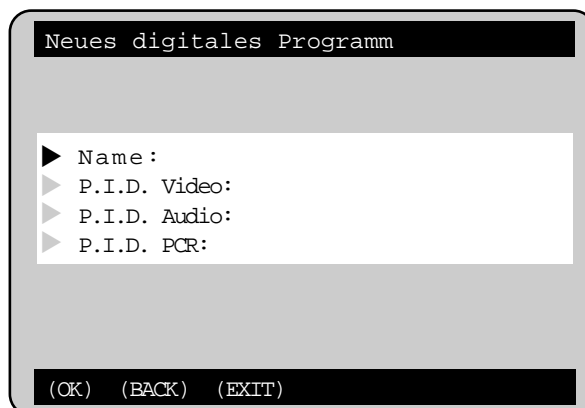 Neues digitales Programm
Name:
P.I.D. Video:
P.I.D. Audio:
P.I.D. PCR:
(OK) (BACK) (EXIT)